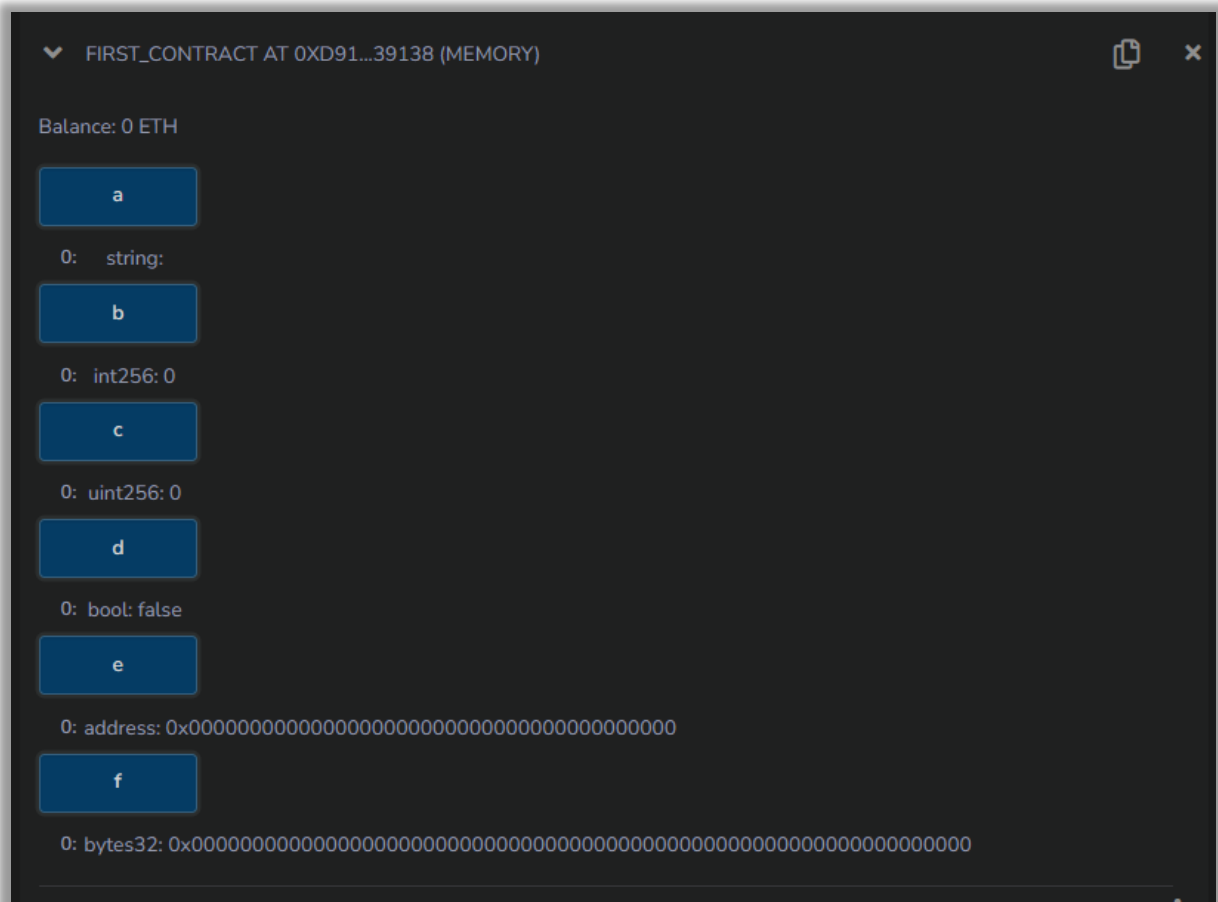 FIRST_CONTRACT AT 0XD91...39138 (MEMORY)
Balance: 0 ETH
a
0: string:
b
0: int256: 0
c
0: uint256: 0
d
0: bool: false
e
0: address: 0x0000000000000000000000000000000000000000
f
0: bytes32: 0x0000000000000000000000000000000000000000000000000000000000000000